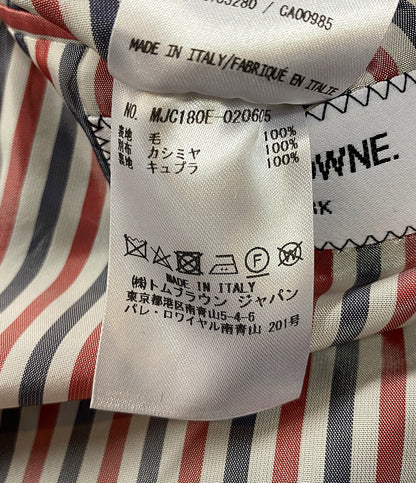 / CA00985
MADE IN ITALY/FABRIQUÉ EN ITALIE
NO. MJC180E-020605
表地 毛 100%
別布 カシミヤ 100%
裏地 キュプラ 100%
MADE IN ITALY
㈱トムブラウン ジャパン
東京都港区南青山5-4-6
パレ・ロワイヤル南青山 201号
OWNE.
RK